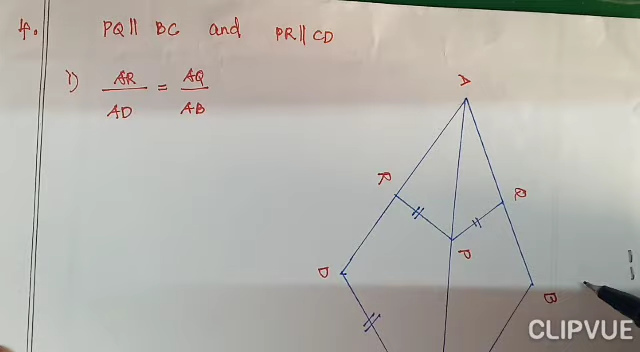 4. PQ || BC and PR || CD
i) AR/AD = AQ/AB
A
R
Q
P
D
B
CLIPVUE